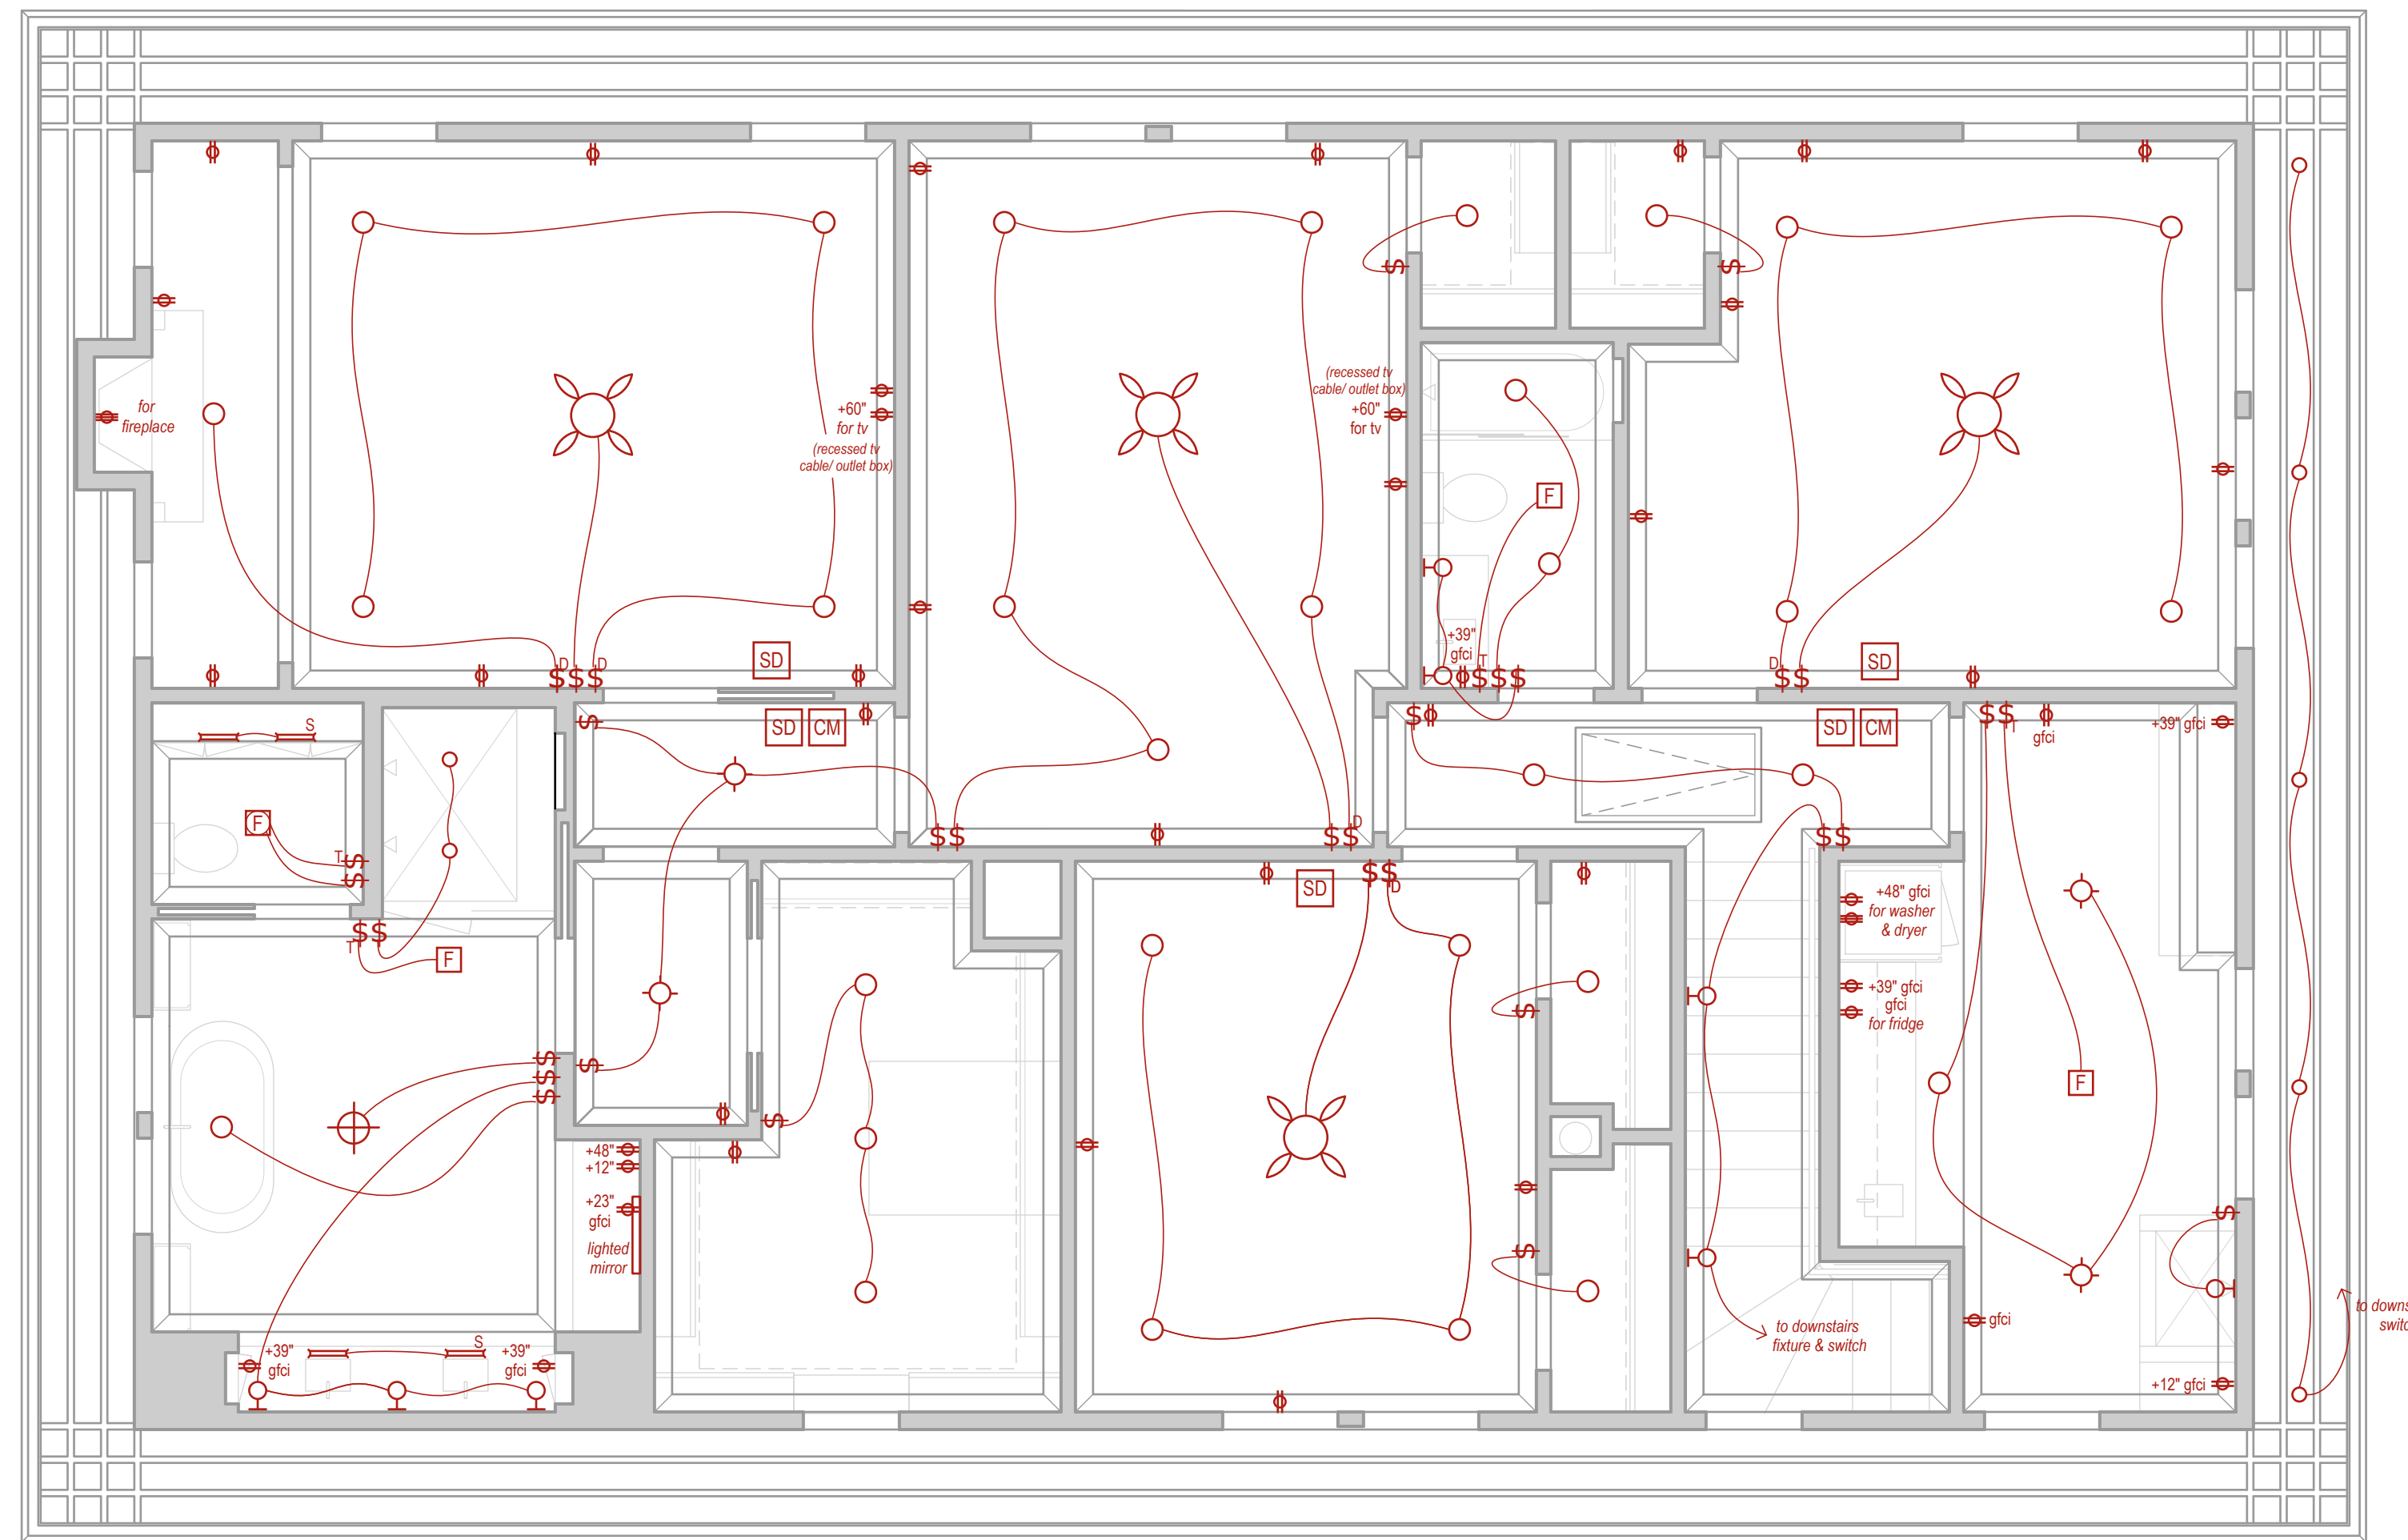 (recessed tv
cable/ outlet box)
+60"
for tv
for
fireplace
+60"
for tv
(recessed tv
cable/ outlet box)
F
+39"
gfci
T
$$$
D
D
$$$
SD
D
$$
SD
$
$
$
S
$
SD
CM
$
SD
CM
$$
T
gfci
+39" gfci
F
T
$
$
$$
D
$$
$$
SD
$$
D
+48" gfci
for washer
& dryer
$$
T
F
+39" gfci
gfci
for fridge
$
$
$
$
$
$
F
+48"
+12"
+23"
gfci
lighted
mirror
$
$
gfci
to downstairs
fixture & switch
to downs
switc
+39"
gfci
S
+39"
gfci
+12" gfci